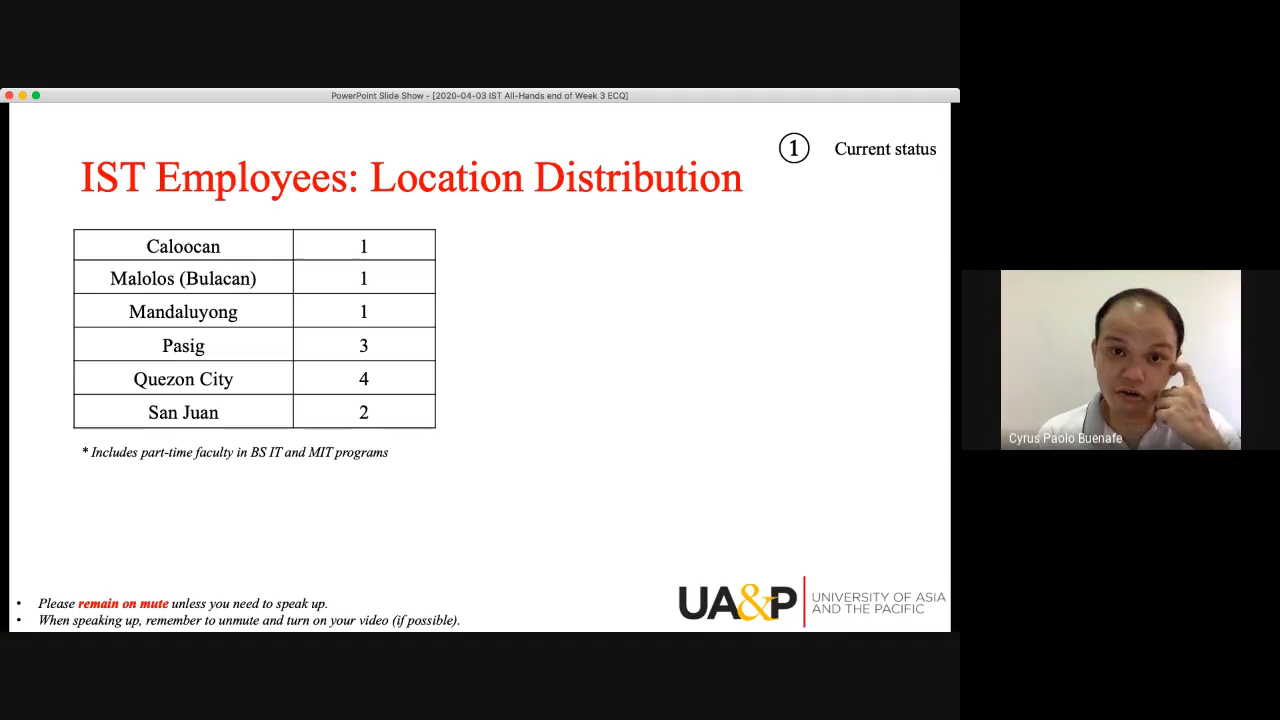 PowerPoint Slide Show - [2020-04-03 IST All-Hands end of Week 3 ECQ]
1 Current status
IST Employees: Location Distribution
Caloocan 1
Malolos (Bulacan) 1
Mandaluyong 1
Pasig 3
Quezon City 4
San Juan 2
* Includes part-time faculty in BS IT and MIT programs
• Please remain on mute unless you need to speak up.
• When speaking up, remember to unmute and turn on your video (if possible).
UA&P
UNIVERSITY OF ASIA
AND THE PACIFIC
Cyrus Paolo Buenafe